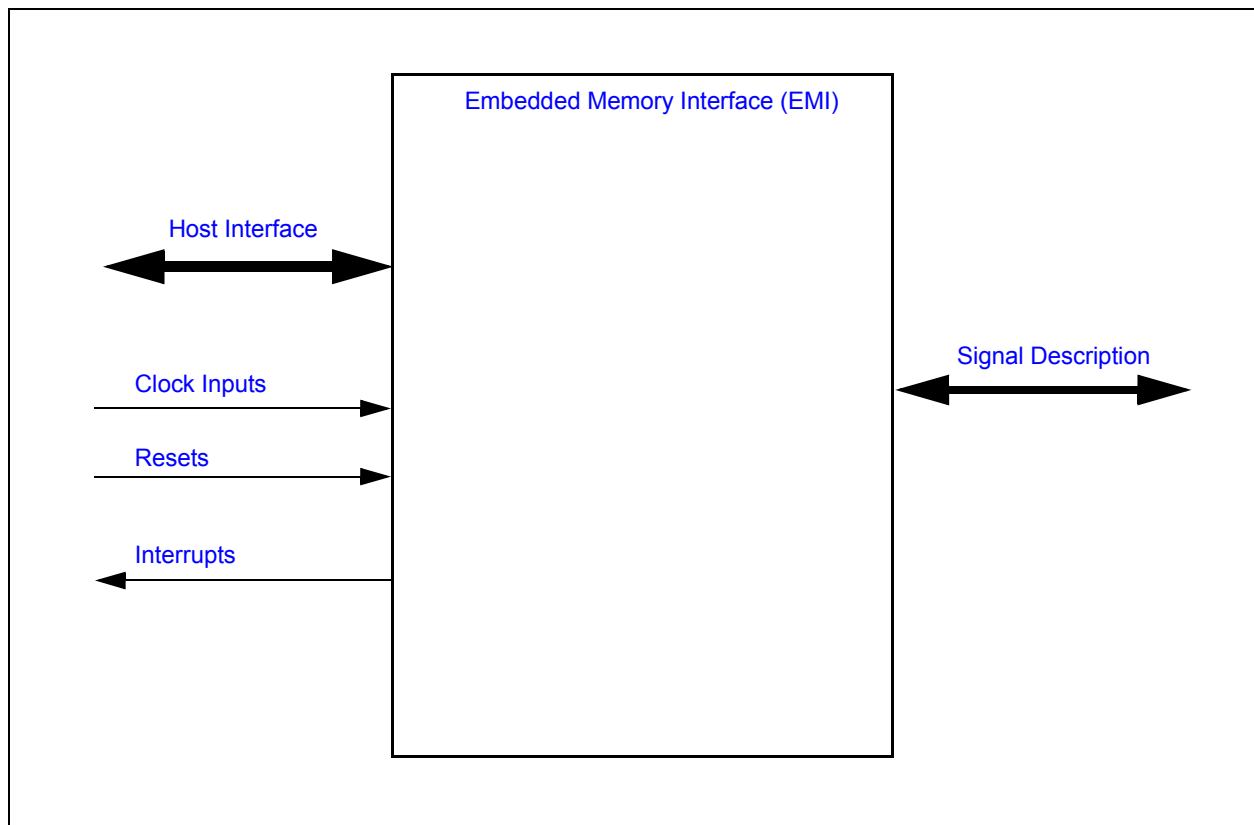 Embedded Memory Interface (EMI)
Host Interface
Signal Description
Clock Inputs
Resets
Interrupts